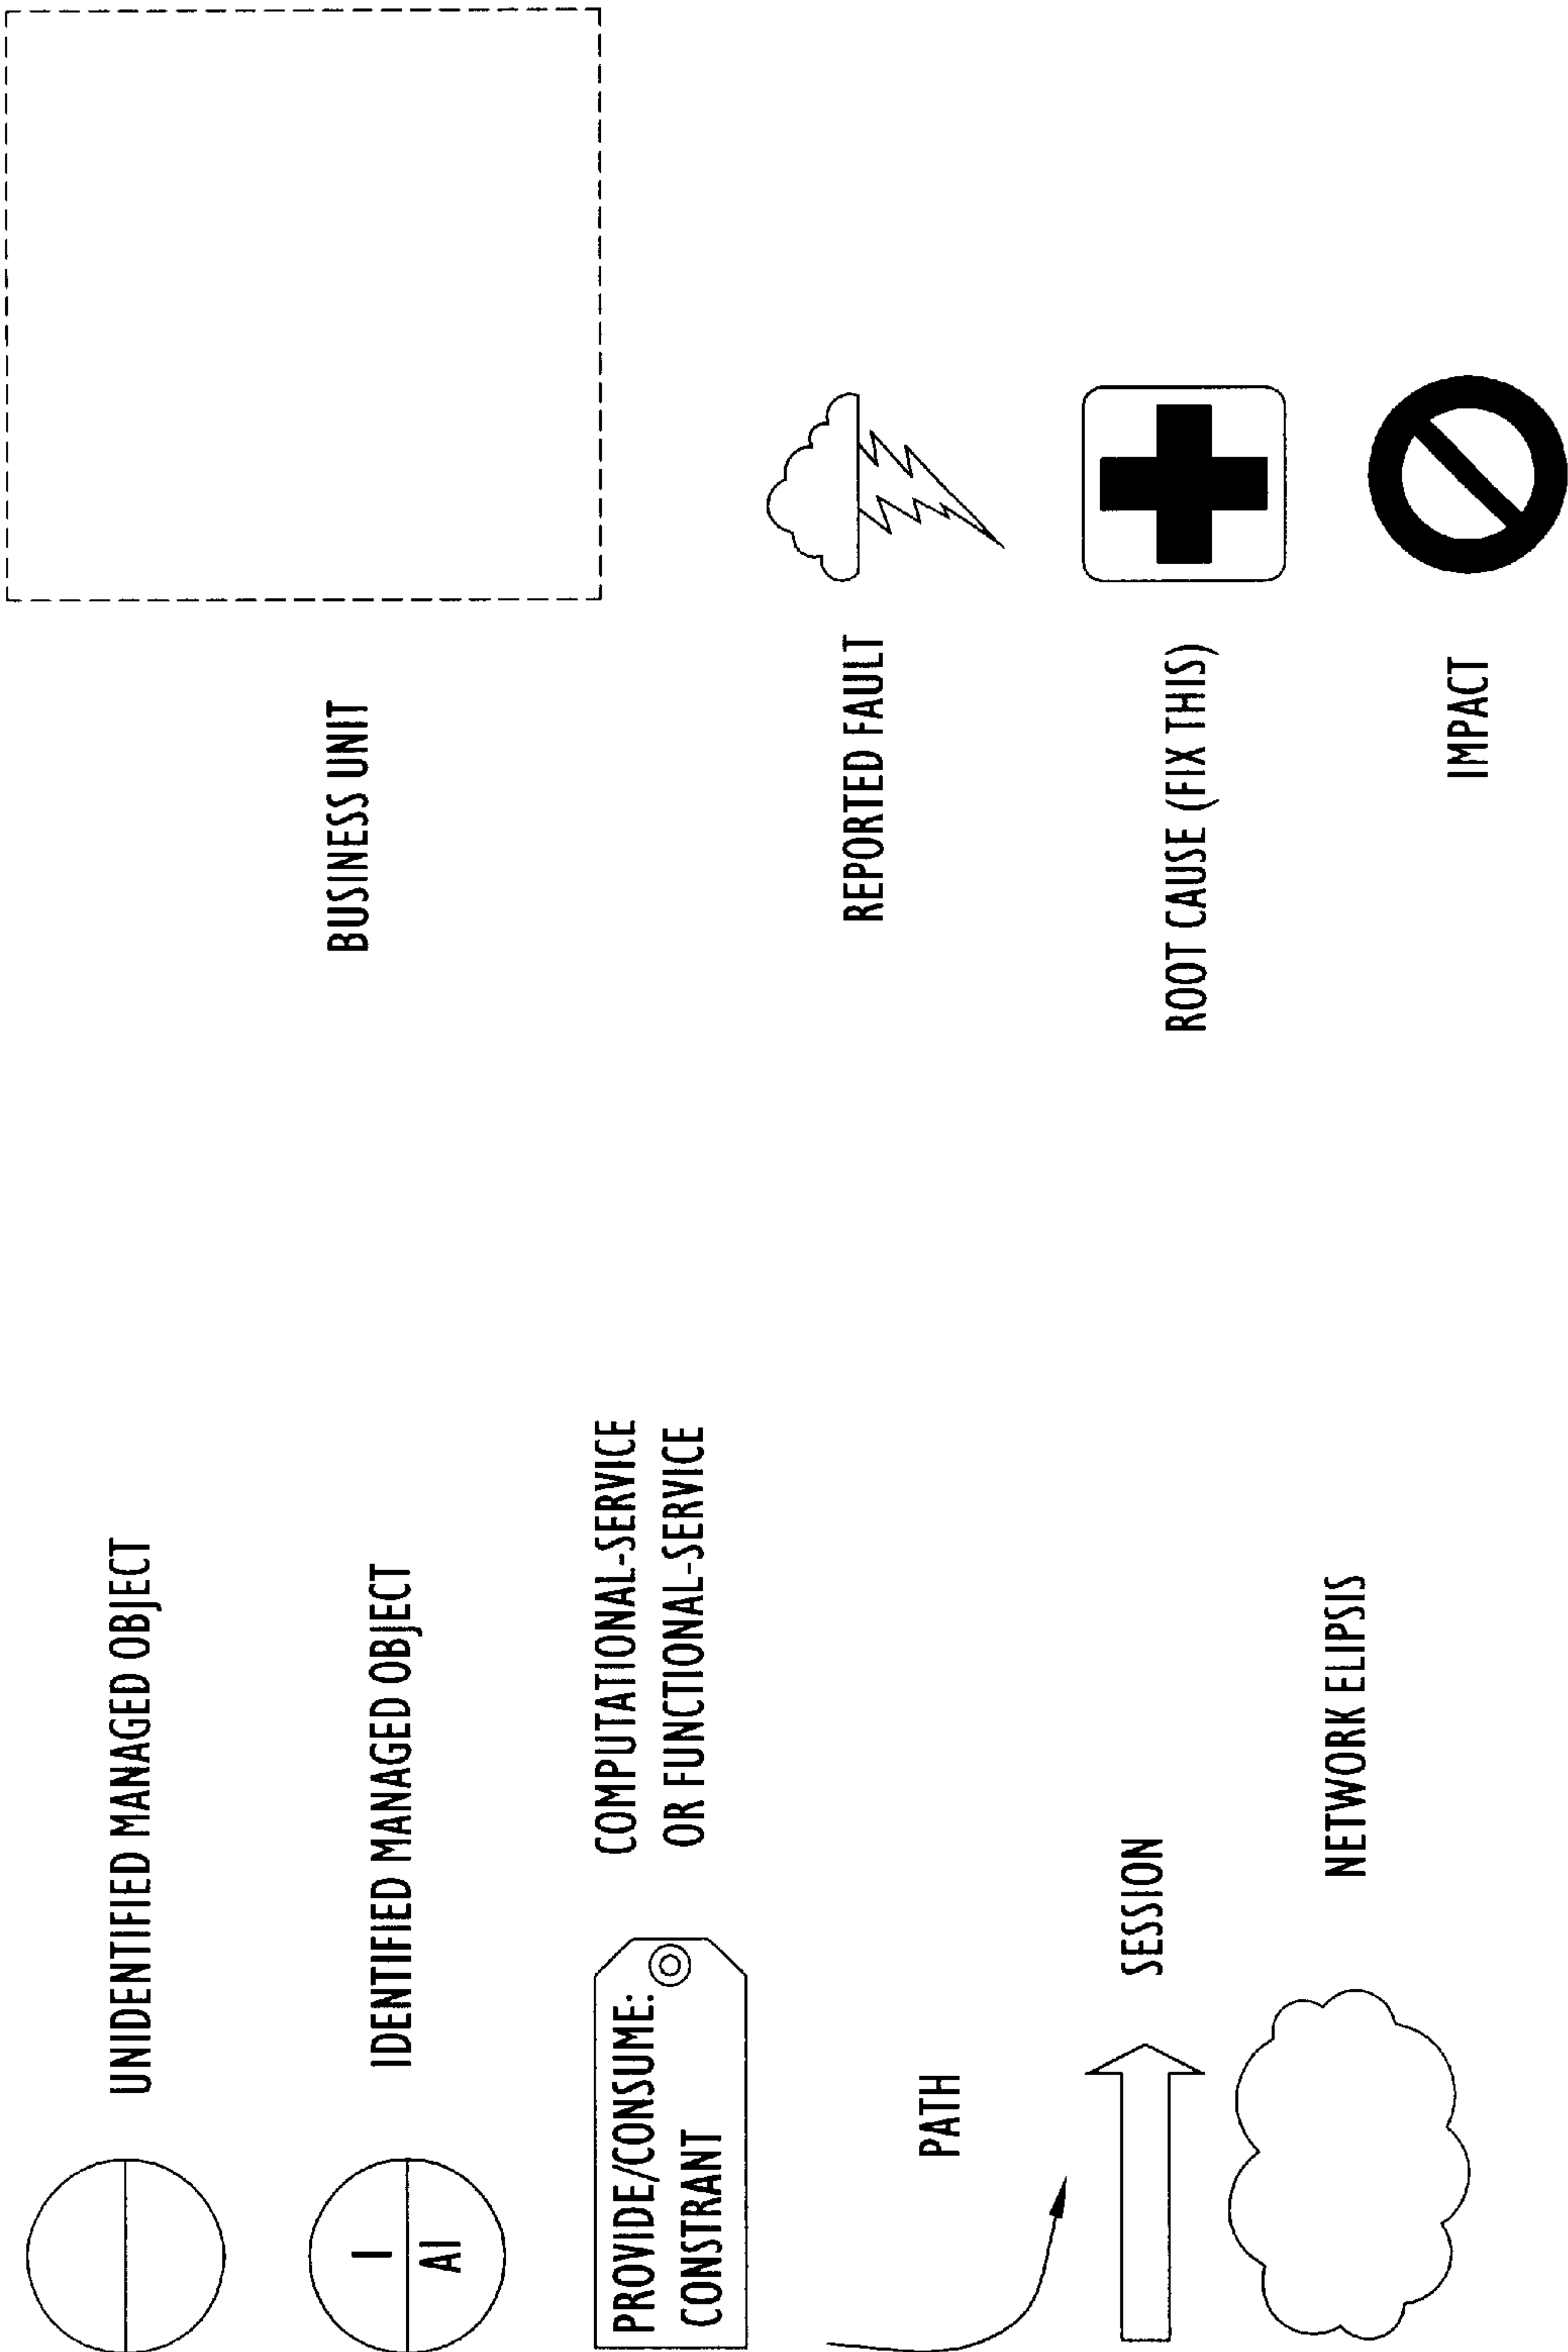 UNIDENTIFIED MANAGED OBJECT
I
AI
IDENTIFIED MANAGED OBJECT
PROVIDE/CONSUME:
CONSTRANT
COMPUTATIONAL-SERVICE
OR FUNCTIONAL-SERVICE
PATH
SESSION
NETWORK ELIPSIS
BUSINESS UNIT
REPORTED FAULT
ROOT CAUSE (FIX THIS)
IMPACT